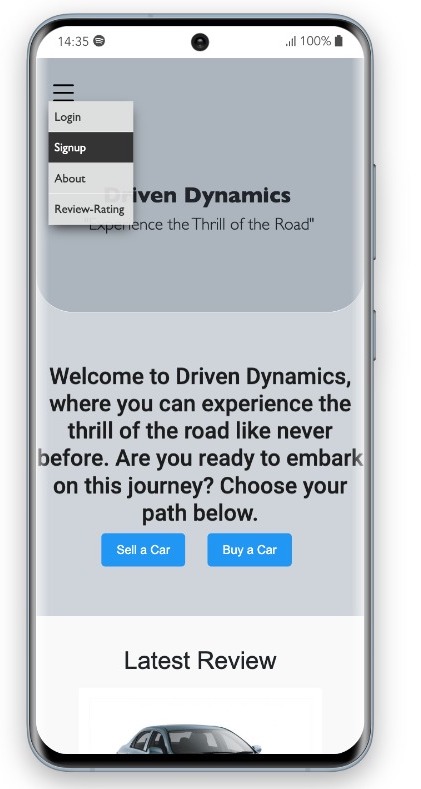 14:35
100%
Login
Signup
About
Review-Rating
Driven Dynamics
"Experience the Thrill of the Road"
Welcome to Driven Dynamics,
where you can experience the
thrill of the road like never
before. Are you ready to embark
on this journey? Choose your
path below.
Sell a Car
Buy a Car
Latest Review